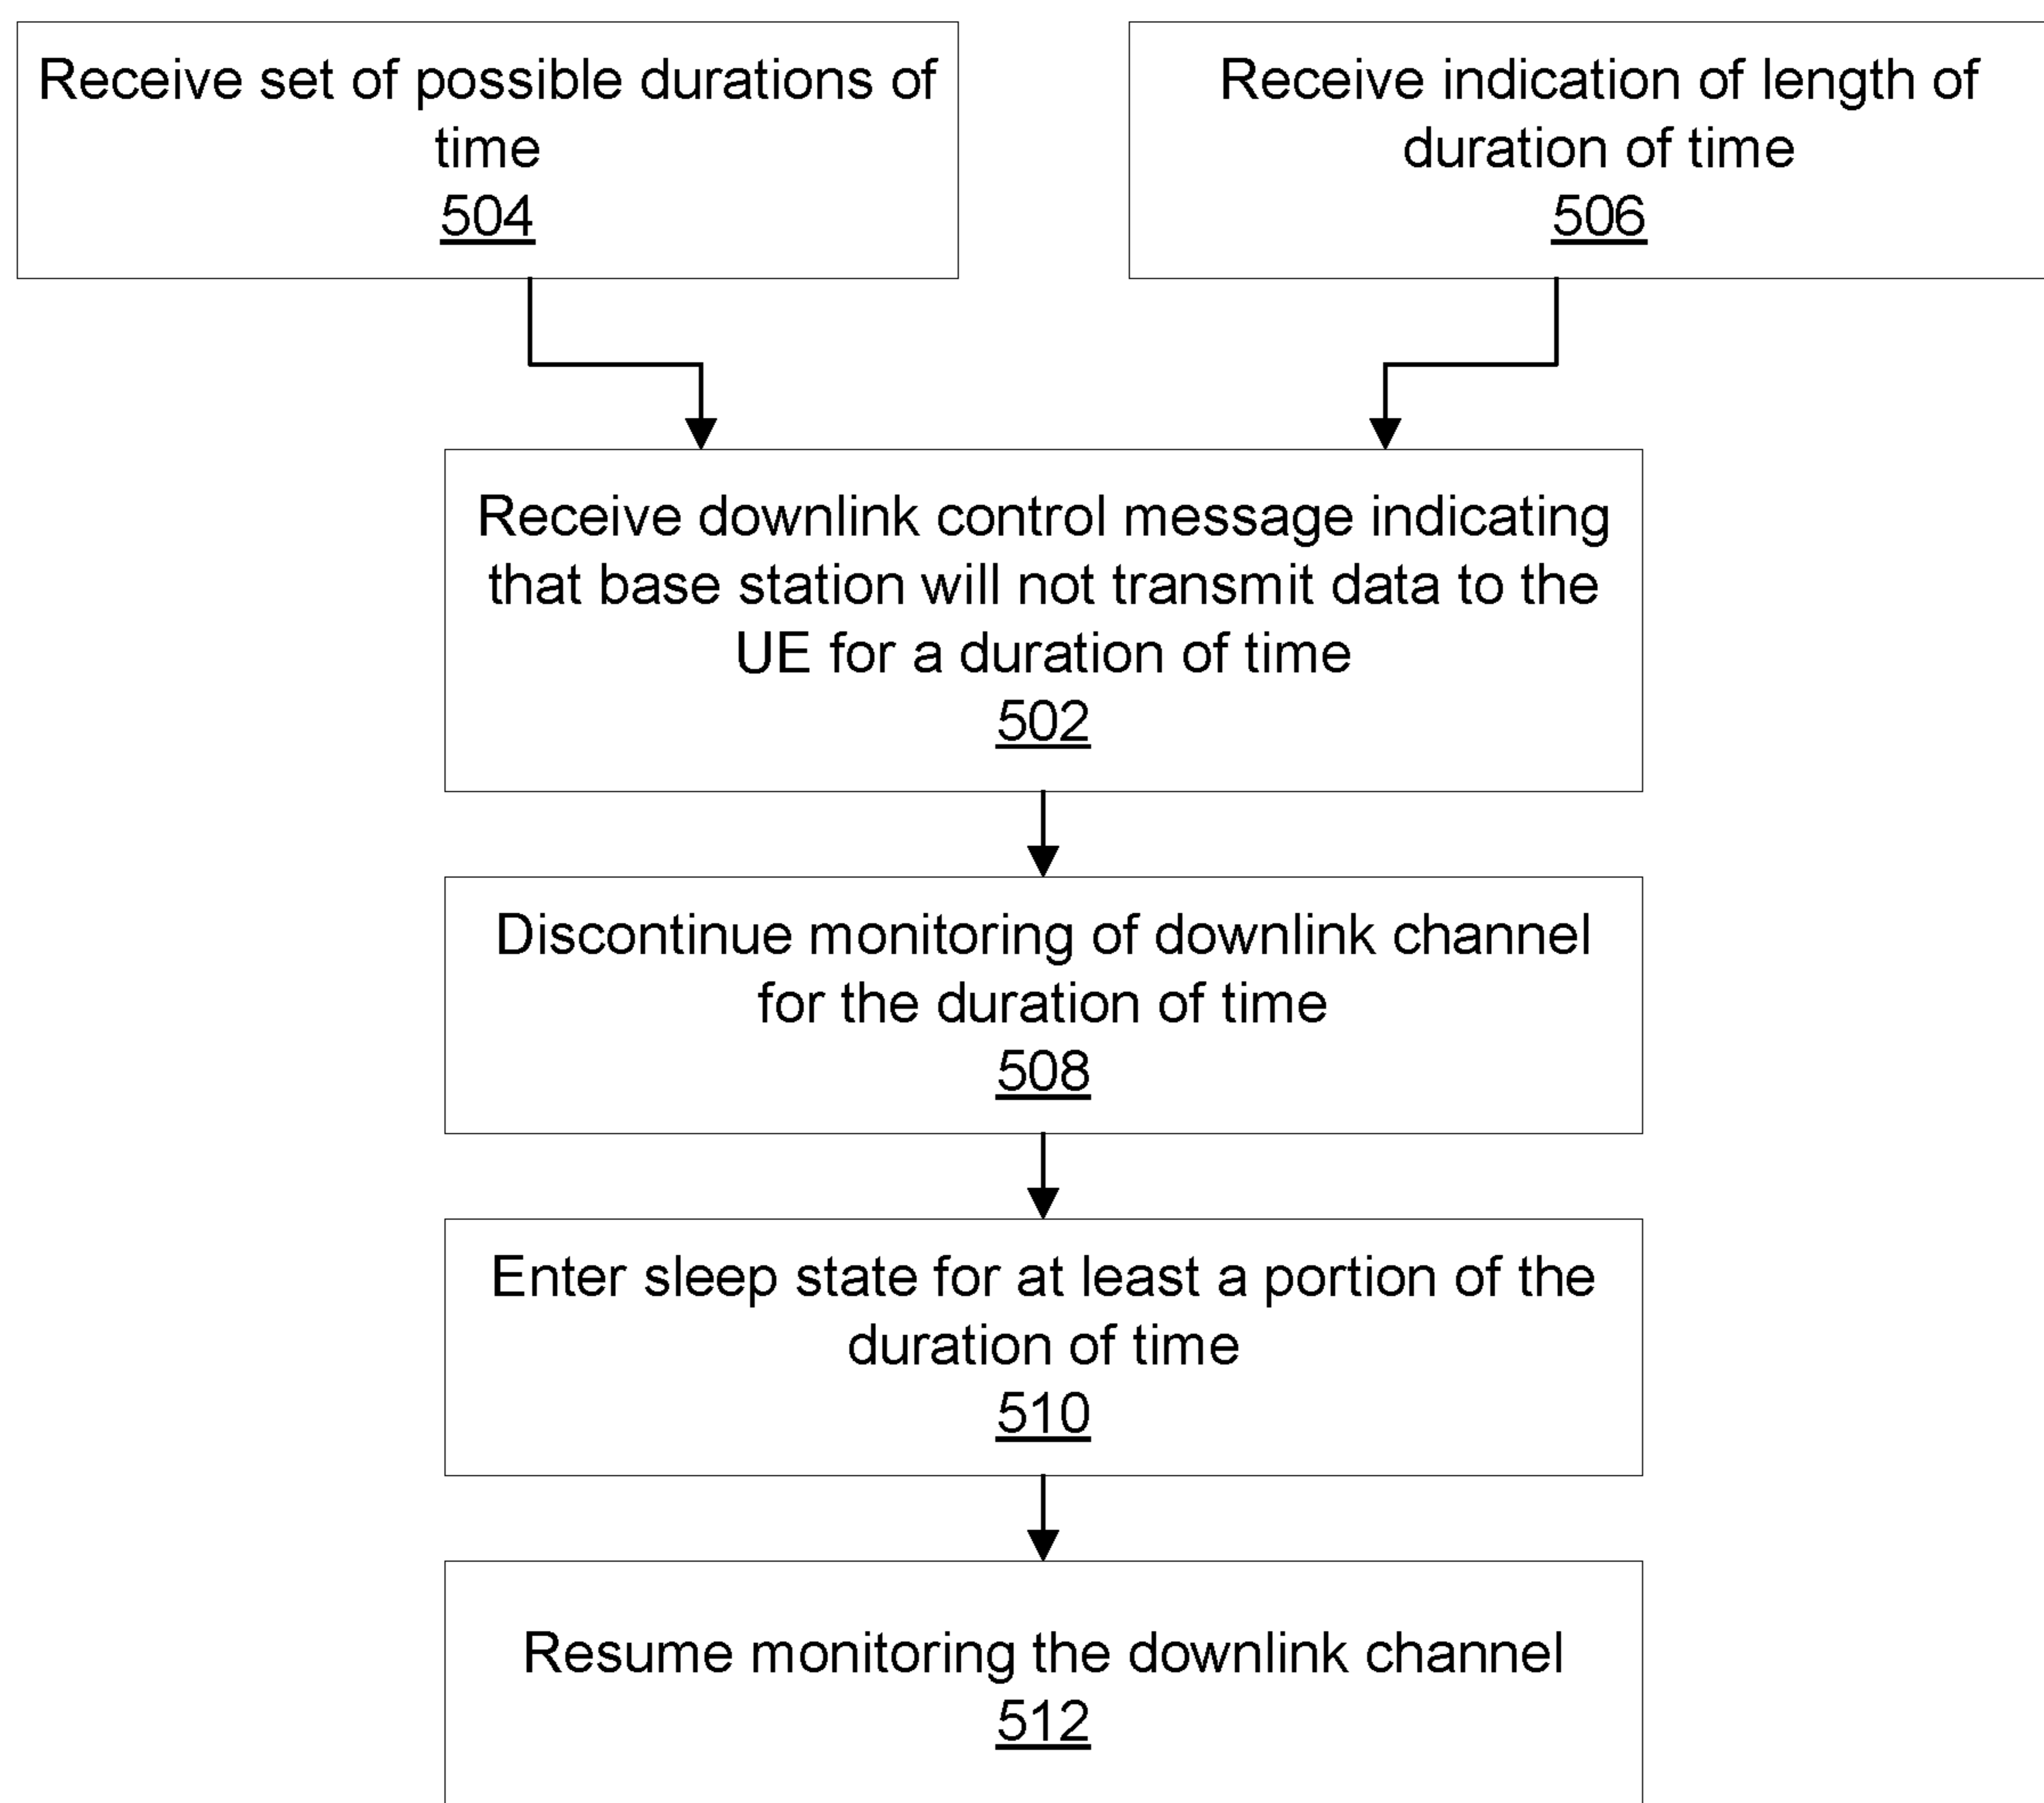 Receive set of possible durations of
time
504
Receive indication of length of
duration of time
506
Receive downlink control message indicating
that base station will not transmit data to the
UE for a duration of time
502
Discontinue monitoring of downlink channel
for the duration of time
508
Enter sleep state for at least a portion of the
duration of time
510
Resume monitoring the downlink channel
512